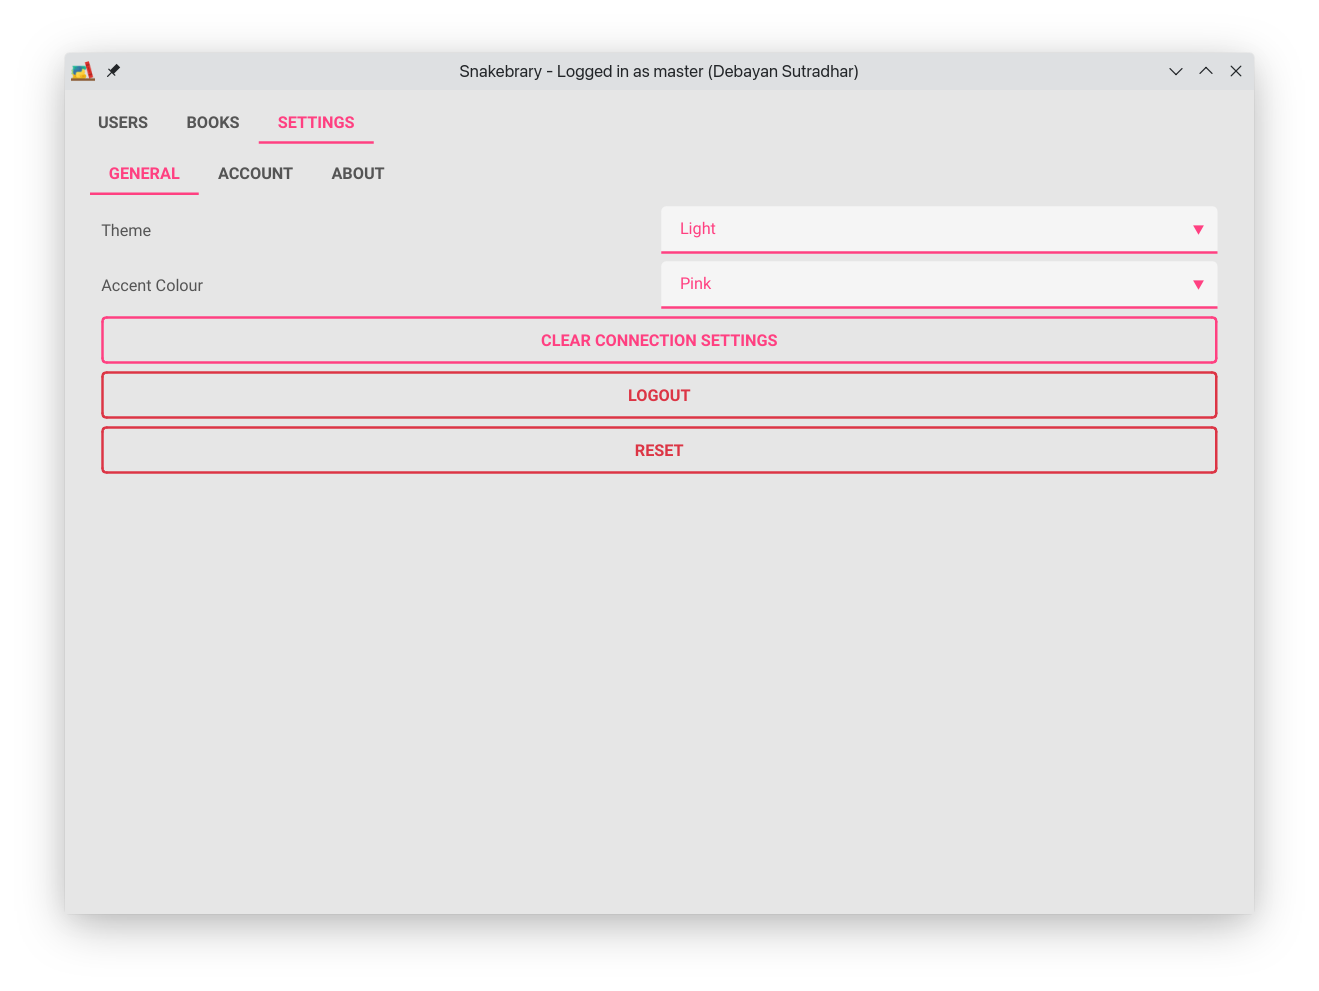 Snakebrary - Logged in as master (Debayan Sutradhar)
USERS BOOKS SETTINGS
GENERAL ACCOUNT ABOUT
Theme Light
Accent Colour Pink
CLEAR CONNECTION SETTINGS
LOGOUT
RESET